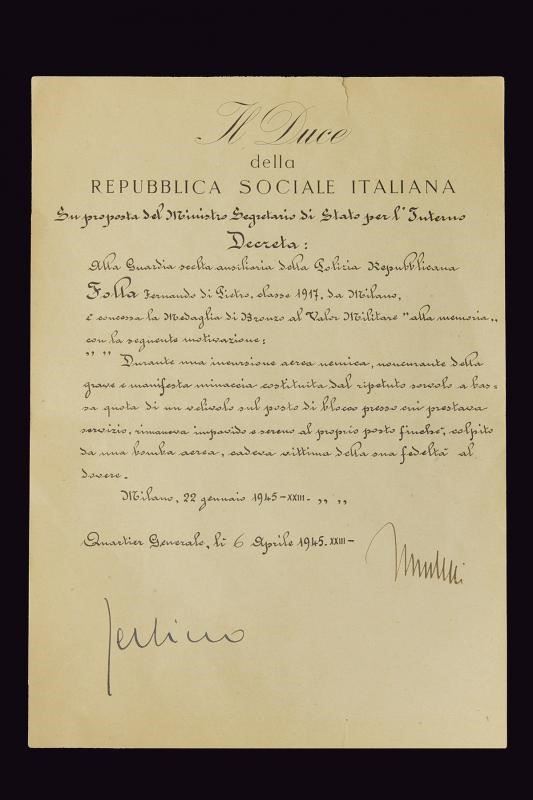 Il Duce
della
REPUBBLICA SOCIALE ITALIANA
Su proposta del Ministro Segretario di Stato per l'Interno
Decreta:
Alla Guardia scelta ausiliaria della Polizia Repubblicana
Folla Fernando di Pietro, classe 1917, da Milano,
è concessa la Medaglia di Bronzo al Valor Militare "alla memoria"
con la seguente motivazione:
" " Durante una incursione aerea nemica, noncurante della
grave e manifesta minaccia costituita dal ripetuto sorvolo a bas-
sa quota di un velivolo sul posto di blocco presso cui prestava
servizio, rimaneva impavido e sereno al proprio posto finche', colpito
da una bomba aerea, cadeva vittima della sua fedeltà al
dovere.
Milano, 22 gennaio 1945-XXIII- " "
Quartier Generale, lì 6 Aprile 1945.XXIII-